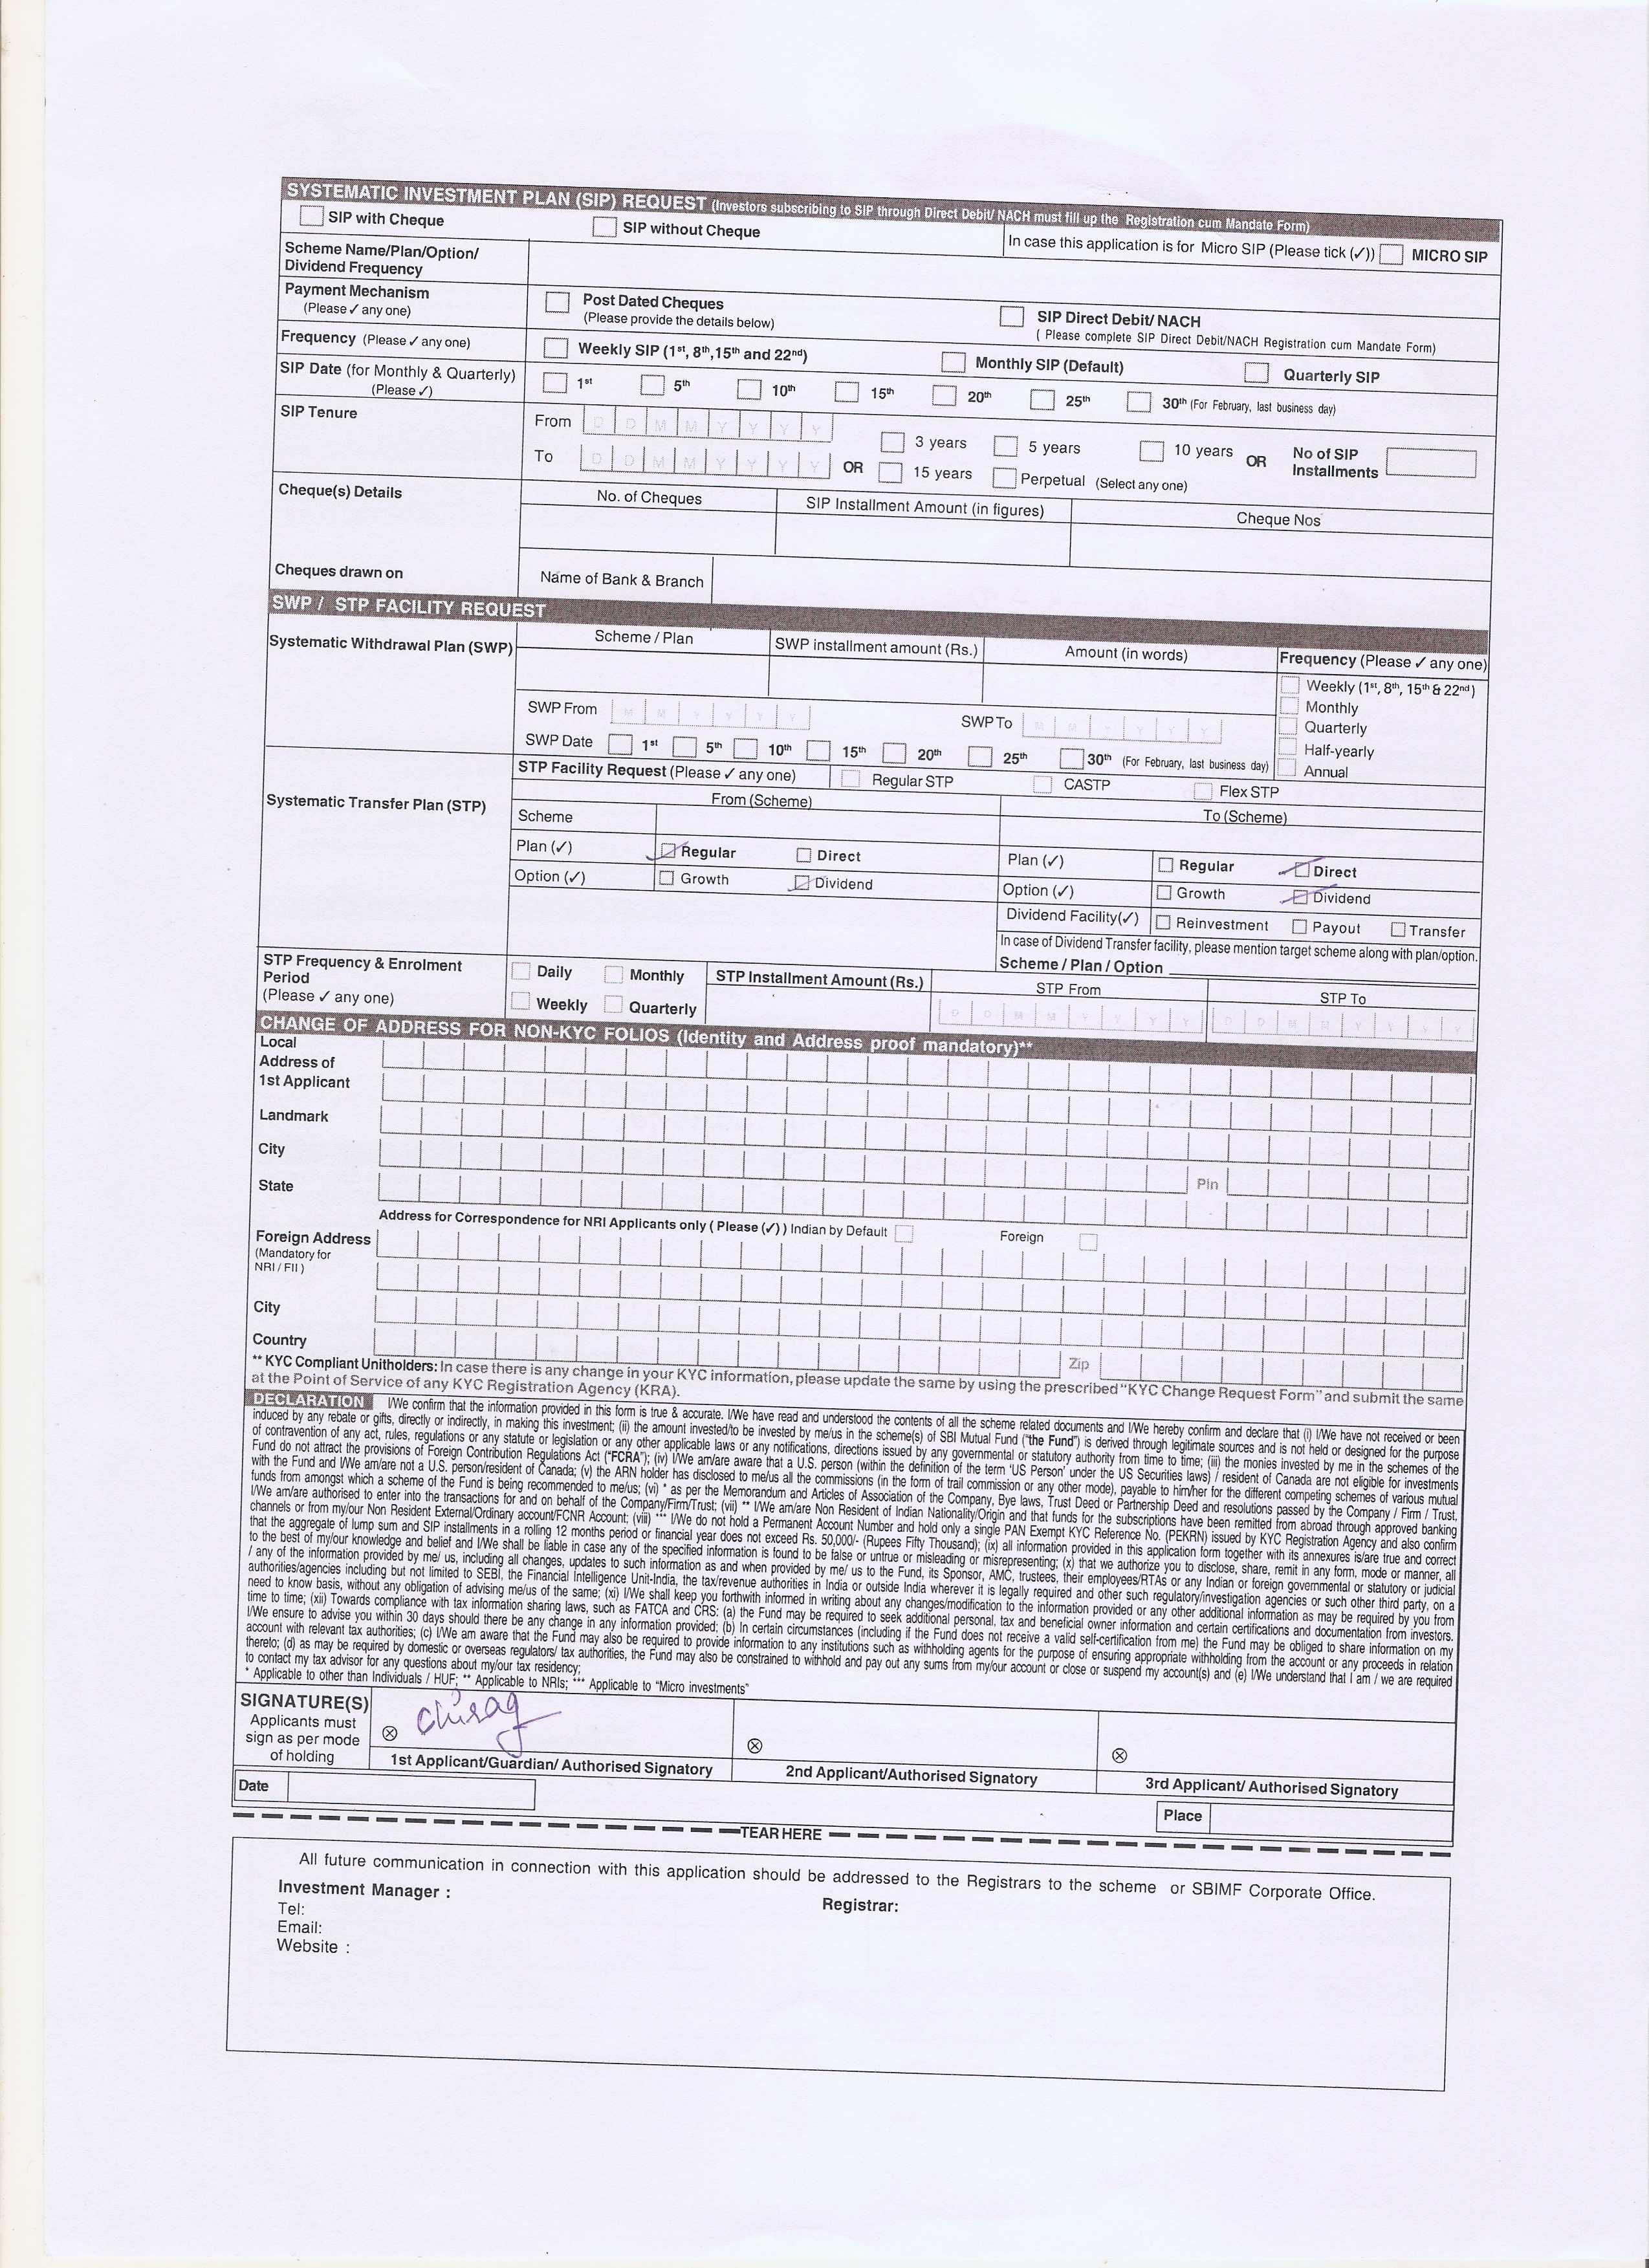 SYSTEMATIC INVESTMENT PLAN (SIP) REQUEST (Investors subscribing to SIP through Direct Debit/ NACH must fill up the Registration cum Mandate Form)
SIP with Cheque SIP without Cheque In case this application is for Micro SIP (Please tick (✓)) MICRO SIP
Scheme Name/Plan/Option/
Dividend Frequency
Payment Mechanism Post Dated Cheques SIP Direct Debit/ NACH
(Please ✓ any one) (Please provide the details below) ( Please complete SIP Direct Debit/NACH Registration cum Mandate Form)
Frequency (Please ✓ any one) Weekly SIP (1st, 8th,15th and 22nd) Monthly SIP (Default) Quarterly SIP
SIP Date (for Monthly & Quarterly) 1st 5th 10th 15th 20th 25th 30th (For February, last business day)
(Please ✓)
SIP Tenure From D D M M Y Y Y Y 3 years 5 years 10 years OR No of SIP
To D D M M Y Y Y Y OR 15 years Perpetual (Select any one) Installments
Cheque(s) Details No. of Cheques SIP Installment Amount (in figures) Cheque Nos
Cheques drawn on Name of Bank & Branch
SWP / STP FACILITY REQUEST
Systematic Withdrawal Plan (SWP) Scheme / Plan SWP installment amount (Rs.) Amount (in words) Frequency (Please ✓ any one)
Weekly (1st, 8th, 15th & 22nd)
Monthly
SWP From M M Y Y Y Y SWP To M M Y Y Y Y Quarterly
Half-yearly
SWP Date 1st 5th 10th 15th 20th 25th 30th (For February, last business day) Annual
STP Facility Request (Please ✓ any one) Regular STP CASTP Flex STP
Systematic Transfer Plan (STP) From (Scheme) To (Scheme)
Scheme
Plan (✓) Regular Direct Plan (✓) Regular Direct
Option (✓) Growth Dividend Option (✓) Growth Dividend
Dividend Facility(✓) Reinvestment Payout Transfer
In case of Dividend Transfer facility, please mention target scheme along with plan/option.
Scheme / Plan / Option
STP Frequency & Enrolment Daily Monthly STP Installment Amount (Rs.) STP From STP To
Period
(Please ✓ any one) Weekly Quarterly D D M M Y Y Y Y D D M M Y Y Y Y
CHANGE OF ADDRESS FOR NON-KYC FOLIOS (Identity and Address proof mandatory)**
Local
Address of
1st Applicant
Landmark
City
Pin
State
Address for Correspondence for NRI Applicants only ( Please (✓) ) Indian by Default Foreign
Foreign Address
(Mandatory for
NRI / FII )
City
Country Zip
** KYC Compliant Unitholders: In case there is any change in your KYC information, please update the same by using the prescribed "KYC Change Request Form" and submit the same
at the Point of Service of any KYC Registration Agency (KRA).
DECLARATION I/We confirm that the information provided in this form is true & accurate. I/We have read and understood the contents of all the scheme related documents and I/We hereby confirm and declare that (i) I/We have not received or been
induced by any rebate or gifts, directly or indirectly, in making this investment; (ii) the amount invested/to be invested by me/us in the scheme(s) of SBI Mutual Fund ("the Fund") is derived through legitimate sources and is not held or designed for the purpose
of contravention of any act, rules, regulations or any statute or legislation or any other applicable laws or any notifications, directions issued by any governmental or statutory authority from time to time; (iii) the monies invested by me in the schemes of the
Fund do not attract the provisions of Foreign Contribution Regulations Act ("FCRA"); (iv) I/We am/are aware that a U.S. person (within the definition of the term 'US Person' under the US Securities laws) / resident of Canada are not eligible for investments
with the Fund and I/We am/are not a U.S. person/resident of Canada; (v) the ARN holder has disclosed to me/us all the commissions (in the form of trail commission or any other mode), payable to him/her for the different competing schemes of various mutual
funds from amongst which a scheme of the Fund is being recommended to me/us; (vi) * as per the Memorandum and Articles of Association of the Company, Bye laws, Trust Deed or Partnership Deed and resolutions passed by the Company / Firm / Trust,
I/We am/are authorised to enter into the transactions for and on behalf of the Company/Firm/Trust; (vii) ** I/We am/are Non Resident of Indian Nationality/Origin and that funds for the subscriptions have been remitted from abroad through approved banking
channels or from my/our Non Resident External/Ordinary account/FCNR Account; (viii) *** I/We do not hold a Permanent Account Number and hold only a single PAN Exempt KYC Reference No. (PEKRN) issued by KYC Registration Agency and also confirm
that the aggregate of lump sum and SIP installments in a rolling 12 months period or financial year does not exceed Rs. 50,000/- (Rupees Fifty Thousand); (ix) all information provided in this application form together with its annexures is/are true and correct
to the best of my/our knowledge and belief and I/We shall be liable in case any of the specified information is found to be false or untrue or misleading or misrepresenting; (x) that we authorize you to disclose, share, remit in any form, mode or manner, all
/ any of the information provided by me/ us, including all changes, updates to such information as and when provided by me/ us to the Fund, its Sponsor, AMC, trustees, their employees/RTAs or any Indian or foreign governmental or statutory or judicial
authorities/agencies including but not limited to SEBI, the Financial Intelligence Unit-India, the tax/revenue authorities in India or outside India wherever it is legally required and other such regulatory/investigation agencies or such other third party, on a
need to know basis, without any obligation of advising me/us of the same; (xi) I/We shall keep you forthwith informed in writing about any changes/modification to the information provided or any other additional information as may be required by you from
time to time; (xii) Towards compliance with tax information sharing laws, such as FATCA and CRS: (a) the Fund may be required to seek additional personal, tax and beneficial owner information and certain certifications and documentation from investors.
I/We ensure to advise you within 30 days should there be any change in any information provided; (b) In certain circumstances (including if the Fund does not receive a valid self-certification from me) the Fund may be obliged to share information on my
account with relevant tax authorities; (c) I/We am aware that the Fund may also be required to provide information to any institutions such as withholding agents for the purpose of ensuring appropriate withholding from the account or any proceeds in relation
thereto; (d) as may be required by domestic or overseas regulators/ tax authorities, the Fund may also be constrained to withhold and pay out any sums from my/our account or close or suspend my account(s) and (e) I/We understand that I am / we are required
to contact my tax advisor for any questions about my/our tax residency;
* Applicable to other than Individuals / HUF; ** Applicable to NRIs; *** Applicable to "Micro investments"
SIGNATURE(S) Chirag
Applicants must
sign as per mode ⊗ ⊗ ⊗
of holding 1st Applicant/Guardian/ Authorised Signatory 2nd Applicant/Authorised Signatory 3rd Applicant/ Authorised Signatory
Date Place
TEAR HERE
All future communication in connection with this application should be addressed to the Registrars to the scheme or SBIMF Corporate Office.
Investment Manager : Registrar:
Tel:
Email:
Website :